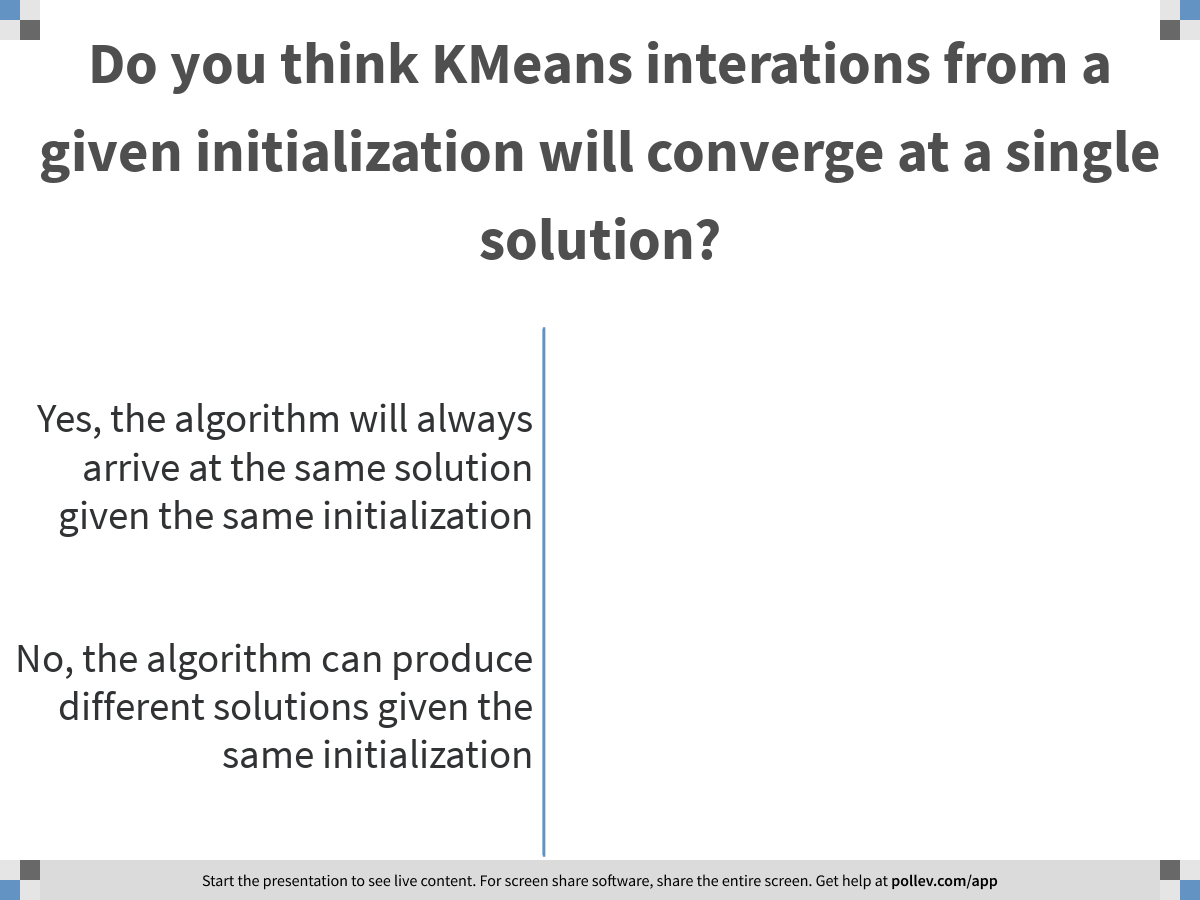 Do you think KMeans interations from a
given initialization will converge at a single
solution?
Yes, the algorithm will always
arrive at the same solution
given the same initialization
No, the algorithm can produce
different solutions given the
same initialization
Start the presentation to see live content. For screen share software, share the entire screen. Get help at pollev.com/app